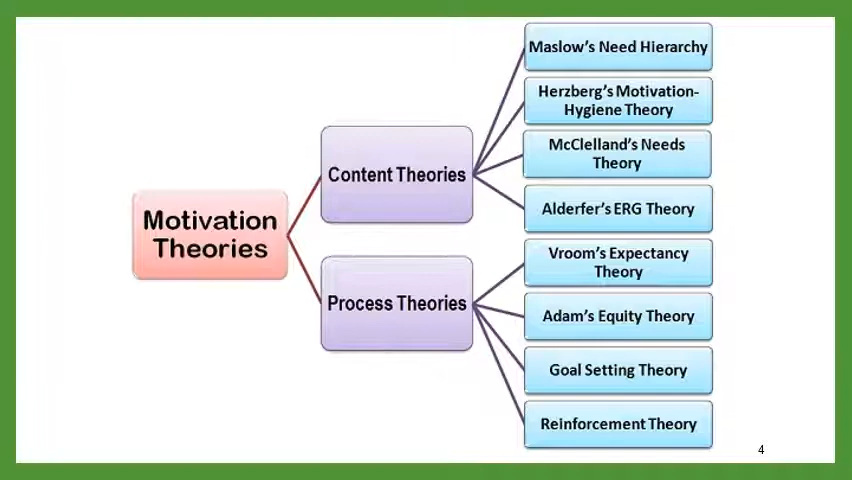 Motivation
Theories
Content Theories
Maslow's Need Hierarchy
Herzberg's Motivation-
Hygiene Theory
McClelland's Needs
Theory
Alderfer's ERG Theory
Process Theories
Vroom's Expectancy
Theory
Adam's Equity Theory
Goal Setting Theory
Reinforcement Theory
4